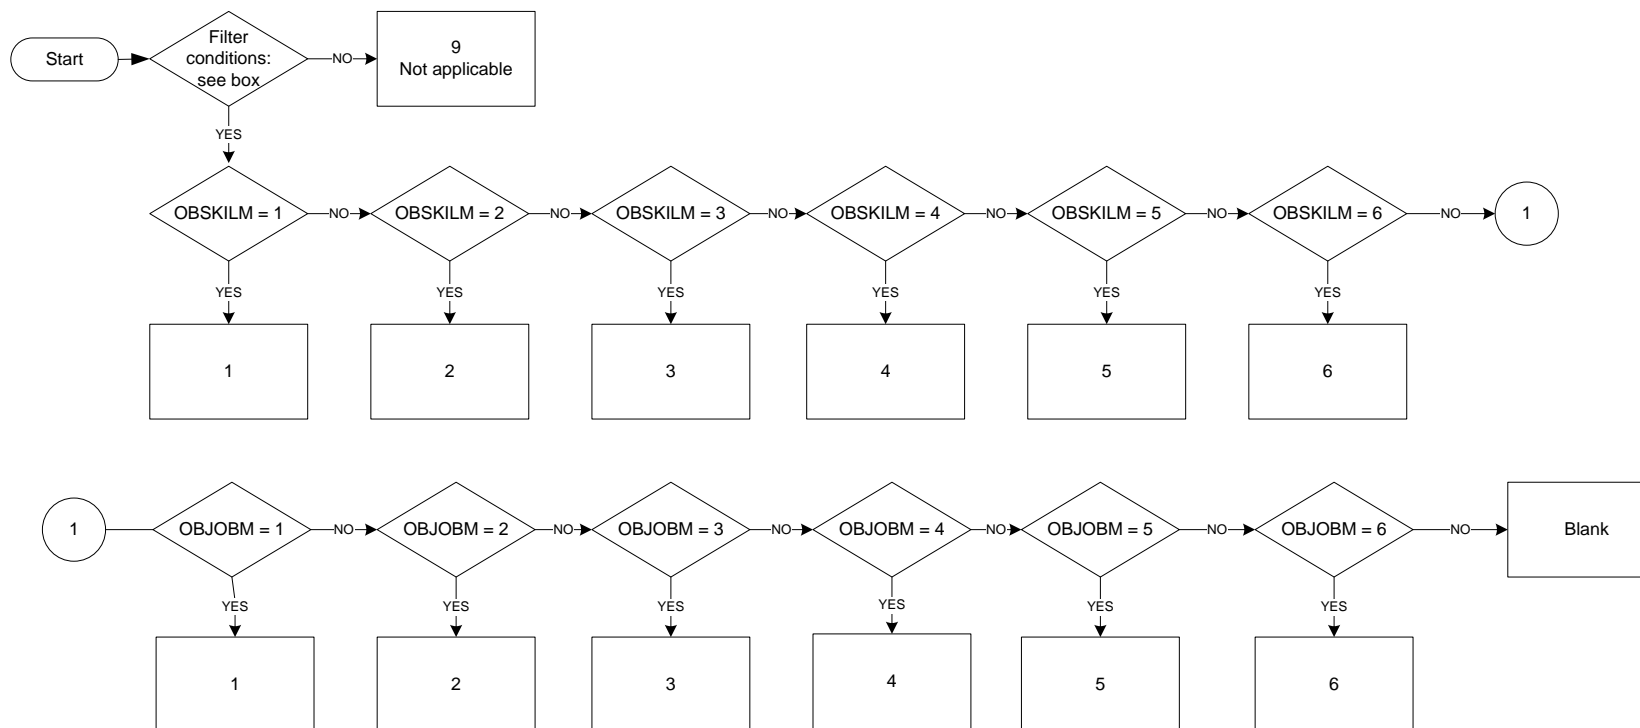 Start
Filter
conditions:
see box
NO
9
Not applicable
YES
OBSKILM = 1
NO
OBSKILM = 2
NO
OBSKILM = 3
NO
OBSKILM = 4
NO
OBSKILM = 5
NO
OBSKILM = 6
NO
1
YES
YES
YES
YES
YES
YES
1
2
3
4
5
6
1
OBJOBM = 1
NO
OBJOBM = 2
NO
OBJOBM = 3
NO
OBJOBM = 4
NO
OBJOBM = 5
NO
OBJOBM = 6
NO
Blank
YES
YES
YES
YES
YES
YES
1
2
3
4
5
6